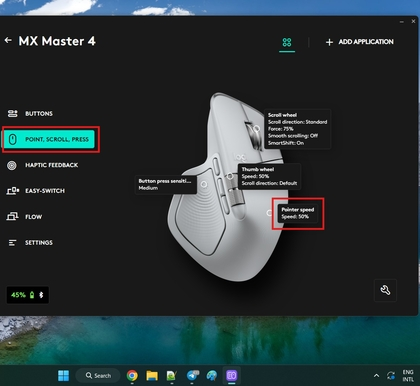 MX Master 4
ADD APPLICATION
BUTTONS
POINT, SCROLL, PRESS
HAPTIC FEEDBACK
EASY-SWITCH
FLOW
SETTINGS
Scroll wheel
Scroll direction: Standard
Force: 75%
Smooth scrolling: Off
SmartShift: On
Thumb wheel
Speed: 50%
Scroll direction: Default
Button press sensiti...
Medium
Pointer speed
Speed: 50%
45%
Search
ENG
INTL